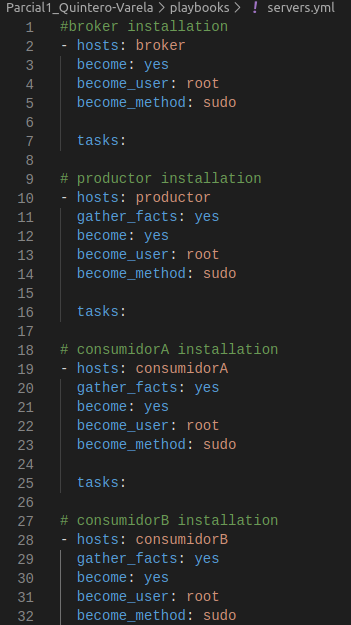 Parcial1_Quintero-Varela > playbooks > ! servers.yml
1 #broker installation
2 - hosts: broker
3   become: yes
4   become_user: root
5   become_method: sudo
6
7   tasks:
8
9 # productor installation
10 - hosts: productor
11   gather_facts: yes
12   become: yes
13   become_user: root
14   become_method: sudo
15
16   tasks:
17
18 # consumidorA installation
19 - hosts: consumidorA
20   gather_facts: yes
21   become: yes
22   become_user: root
23   become_method: sudo
24
25   tasks:
26
27 # consumidorB installation
28 - hosts: consumidorB
29   gather_facts: yes
30   become: yes
31   become_user: root
32   become_method: sudo